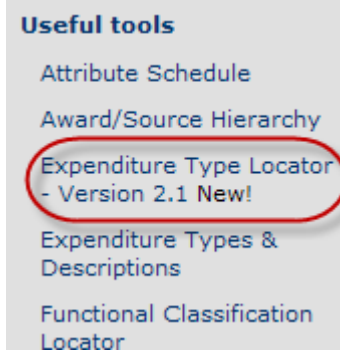 Useful tools
Attribute Schedule
Award/Source Hierarchy
Expenditure Type Locator
- Version 2.1 New!
Expenditure Types &
Descriptions
Functional Classification
Locator